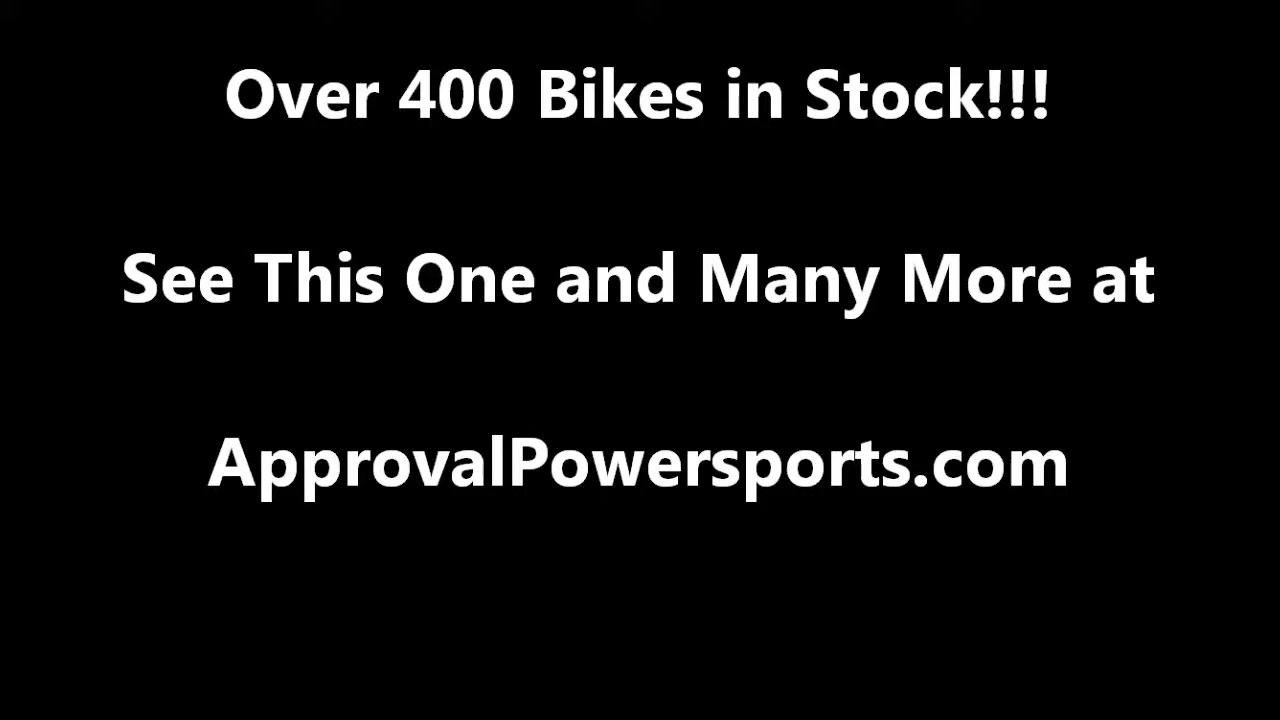 Over 400 Bikes in Stock!!!
See This One and Many More at
ApprovalPowersports.com